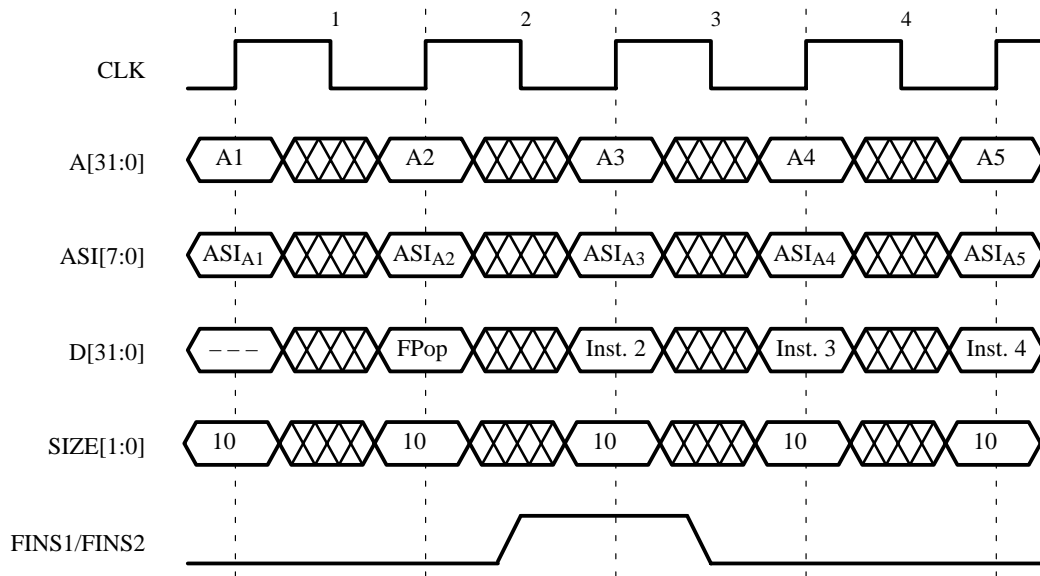 1 2 3 4
CLK
A[31:0] A1 A2 A3 A4 A5
ASI[7:0] ASIA1 ASIA2 ASIA3 ASIA4 ASIA5
D[31:0] – – – FPop Inst. 2 Inst. 3 Inst. 4
SIZE[1:0] 10 10 10 10 10
FINS1/FINS2